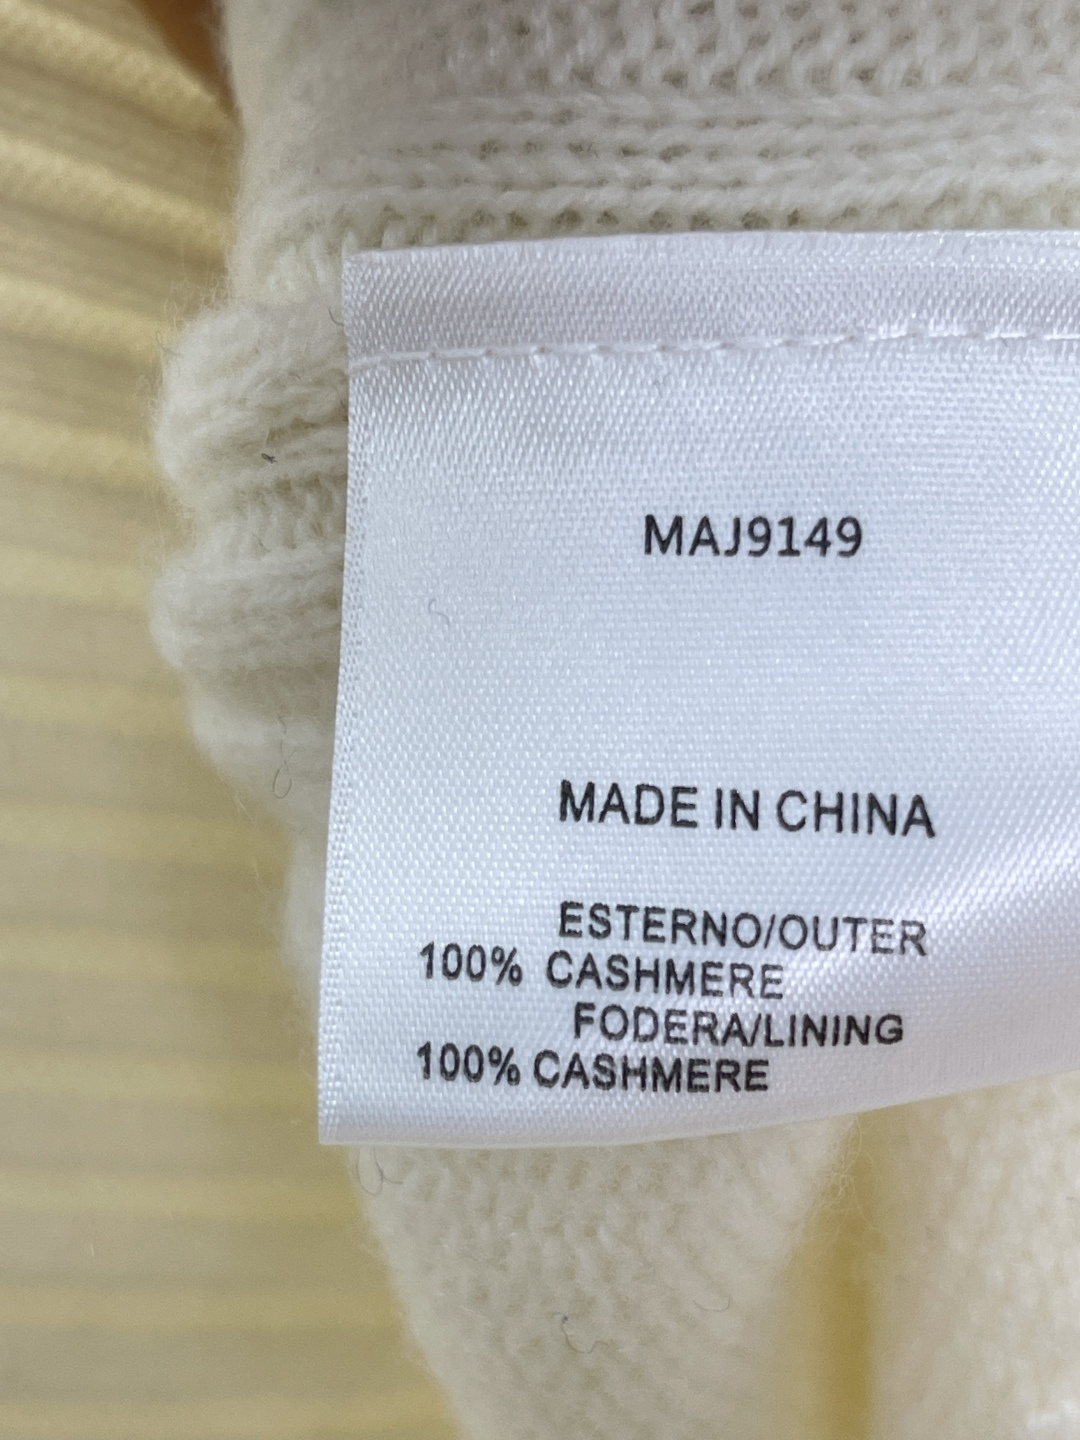 MAJ9149
MADE IN CHINA
ESTERNO/OUTER
100% CASHMERE
FODERA/LINING
100% CASHMERE